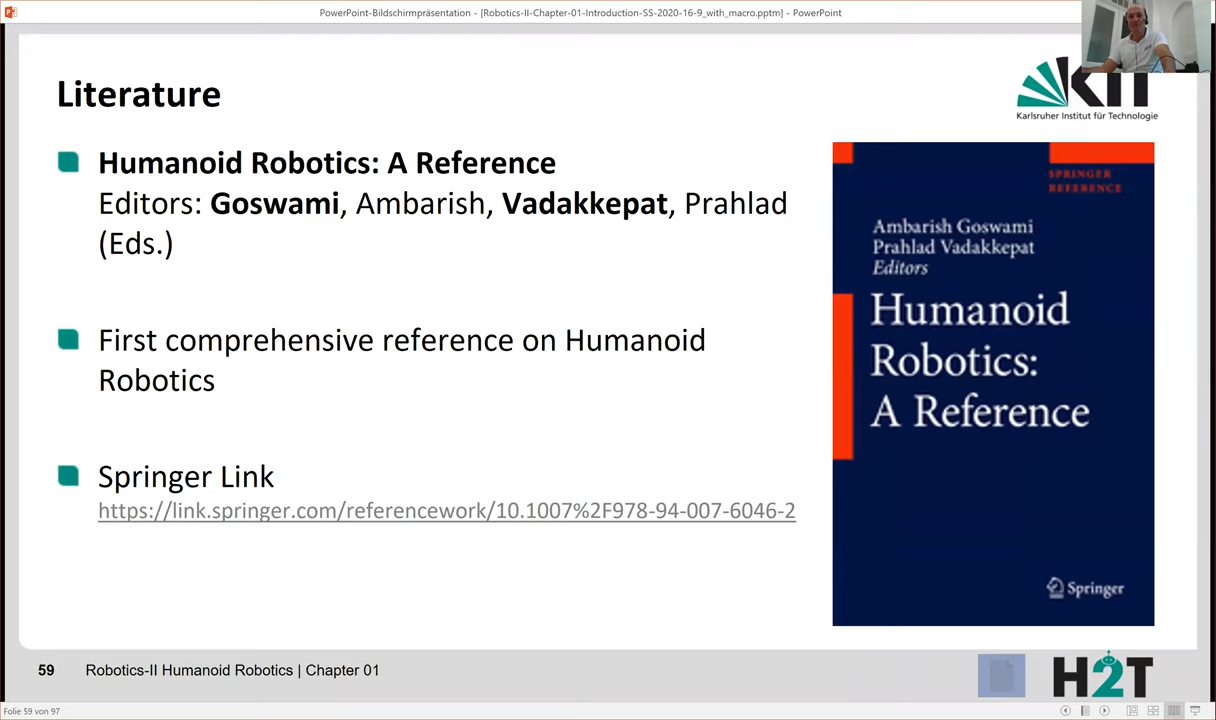 PowerPoint-Bildschirmpräsentation - [Robotics-II-Chapter-01-Introduction-SS-2020-16-9_with_macro.pptm] - PowerPoint
Literature
KIT
Karlsruher Institut für Technologie
Humanoid Robotics: A Reference
Editors: Goswami, Ambarish, Vadakkepat, Prahlad
(Eds.)
First comprehensive reference on Humanoid
Robotics
Springer Link
https://link.springer.com/referencework/10.1007%2F978-94-007-6046-2
SPRINGER
REFERENCE
Ambarish Goswami
Prahlad Vadakkepat
Editors
Humanoid
Robotics:
A Reference
Springer
59 Robotics-II Humanoid Robotics | Chapter 01
H2T
Folie 59 von 97